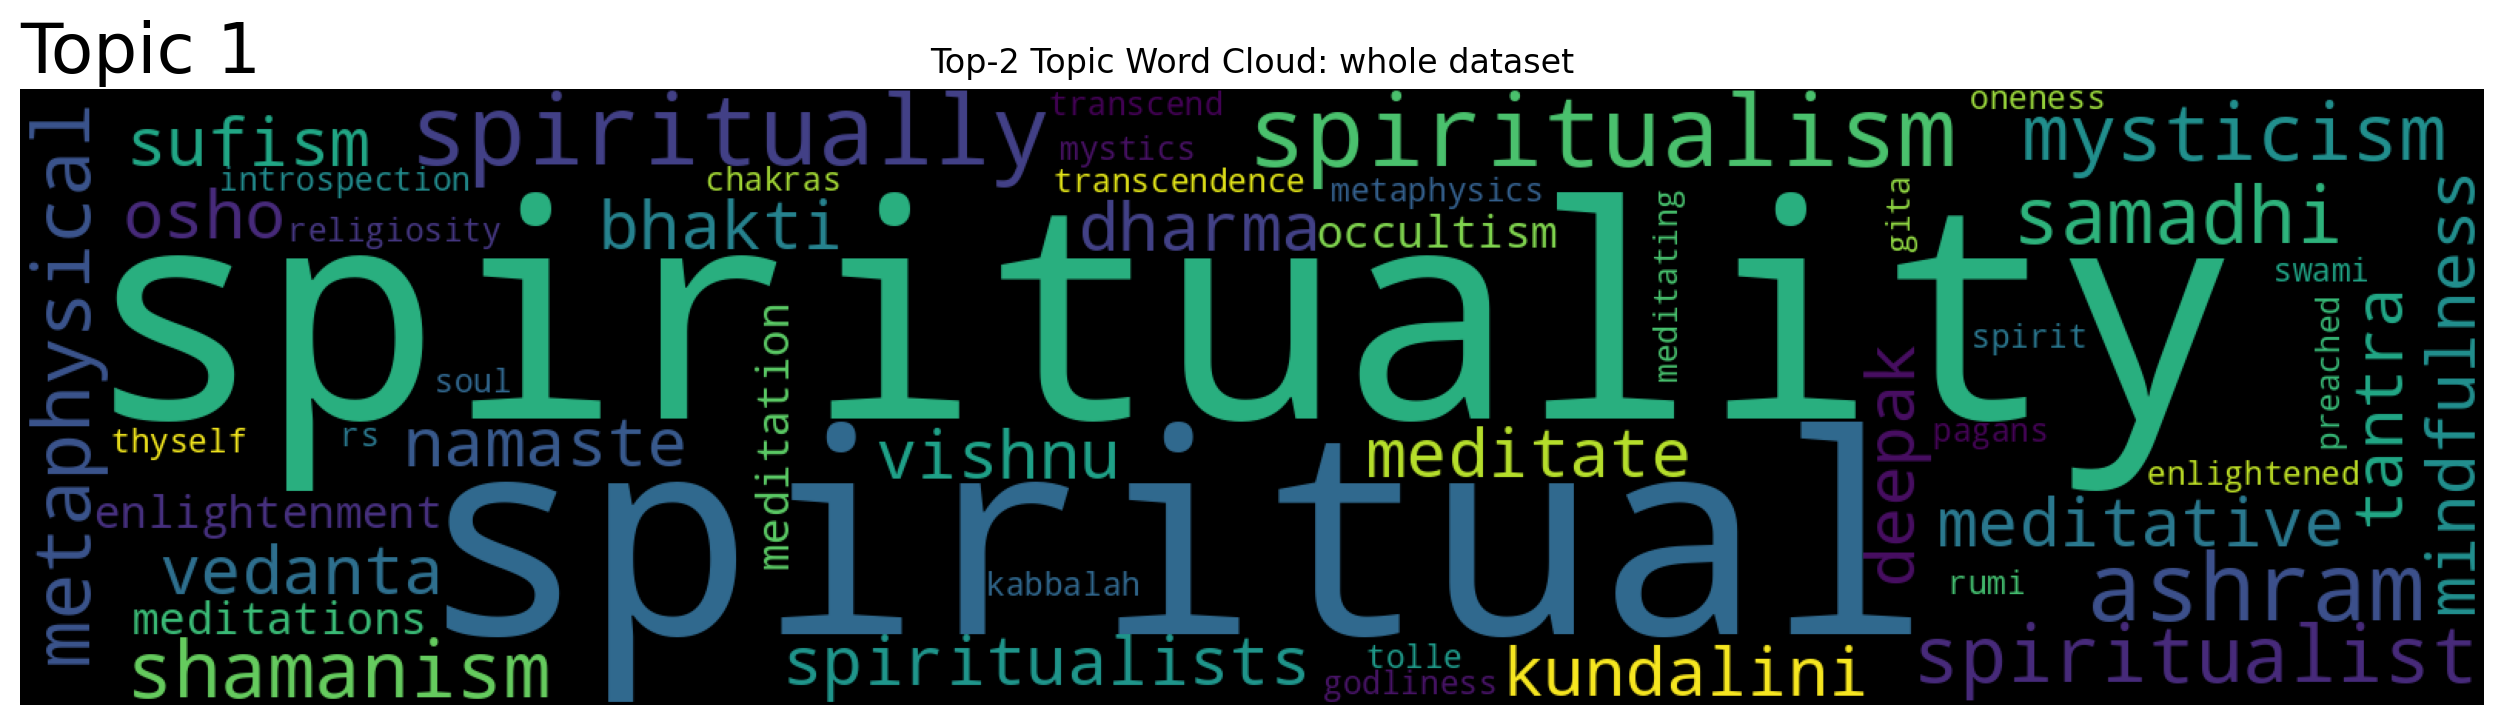 Topic 1
Top-2 Topic Word Cloud: whole dataset
metaphysical
sufism
spiritually
transcend
spiritualism
oneness
mysticism
introspection
mystics
chakras
transcendence
metaphysics
osho
religiosity
bhakti
dharma
occultism
meditating
gita
samadhi
mindfulness
spirituality
swami
soul
meditation
spirit
preached
tantra
deepak
thyself
rs
namaste
vishnu
meditate
pagans
enlightened
enlightenment
spiritual
meditative
vedanta
kabbalah
rumi
ashram
meditations
shamanism
spiritualists
tolle
godliness
kundalini
spiritualist